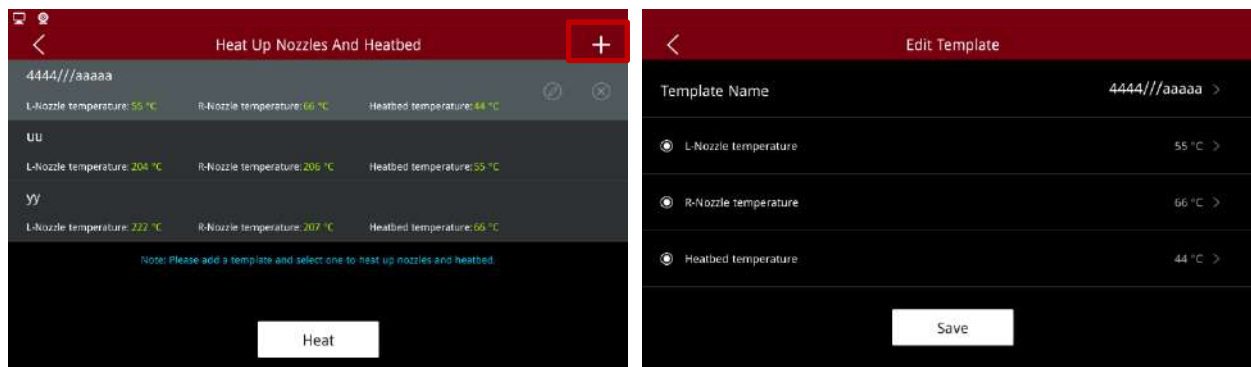 Heat Up Nozzles And Heatbed
4444///aaaaa
L-Nozzle temperature: 55 °C R-Nozzle temperature: 66 °C Heatbed temperature: 44 °C
uu
L-Nozzle temperature: 204 °C R-Nozzle temperature: 206 °C Heatbed temperature: 55 °C
yy
L-Nozzle temperature: 222 °C R-Nozzle temperature: 207 °C Heatbed temperature: 66 °C
Note: Please add a template and select one to heat up nozzles and heatbed.
Heat
Edit Template
Template Name 4444///aaaaa
L-Nozzle temperature 55 °C
R-Nozzle temperature 66 °C
Heatbed temperature 44 °C
Save